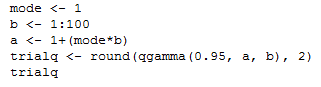 mode <- 1
b <- 1:100
a <- 1+(mode*b)
trialq <- round(qgamma(0.95, a, b), 2)
trialq